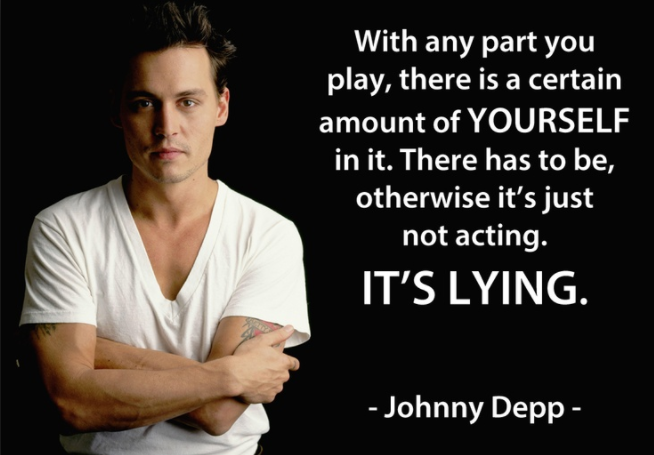 With any part you
play, there is a certain
amount of YOURSELF
in it. There has to be,
otherwise it’s just
not acting.
IT’S LYING.
- Johnny Depp -